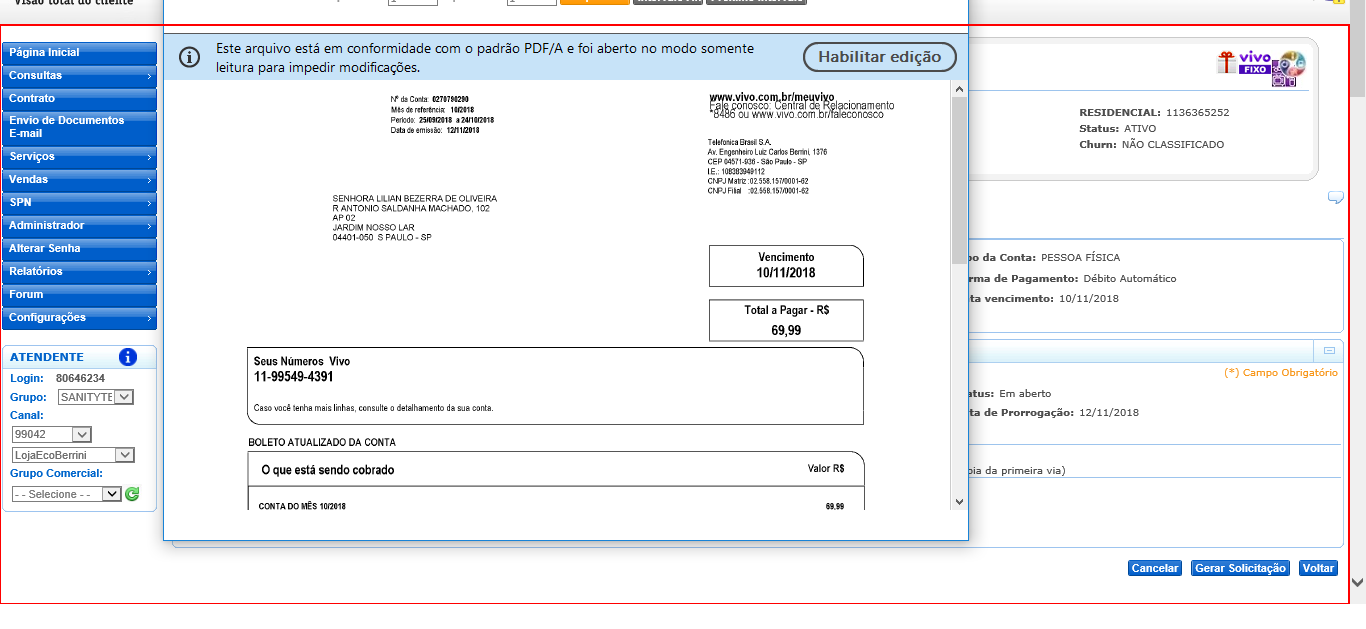 Visão total do cliente
Página Inicial
Consultas
Contrato
Envio de Documentos
E-mail
Serviços
Vendas
SPN
Administrador
Alterar Senha
Relatórios
Forum
Configurações
ATENDENTE
Login: 80646234
Grupo: SANITYTE
Canal:
99042
LojaEcoBerrini
Grupo Comercial:
- - Selecione - -
Este arquivo está em conformidade com o padrão PDF/A e foi aberto no modo somente
leitura para impedir modificações.
Habilitar edição
Nº da Conta: 0270790290
Mês de referência: 10/2018
Período: 25/09/2018 a 24/10/2018
Data de emissão: 12/11/2018
www.vivo.com.br/meuvivo
Fale conosco: Central de Relacionamento
*8486 ou www.vivo.com.br/faleconosco
Telefônica Brasil S.A.
Av. Engenheiro Luiz Carlos Berrini, 1376
CEP 04571-936 - São Paulo - SP
I.E.: 108383949112
CNPJ Matriz :02.558.157/0001-62
CNPJ Filial :02.558.157/0001-62
SENHORA LILIAN BEZERRA DE OLIVEIRA
R ANTONIO SALDANHA MACHADO, 102
AP 02
JARDIM NOSSO LAR
04401-050 S PAULO - SP
Vencimento
10/11/2018
Total a Pagar - R$
69,99
Seus Números Vivo
11-99549-4391
Caso você tenha mais linhas, consulte o detalhamento da sua conta.
BOLETO ATUALIZADO DA CONTA
O que está sendo cobrado Valor R$
CONTA DO MÊS 10/2018 69,99
vivo
FIXO
RESIDENCIAL: 1136365252
Status: ATIVO
Churn: NÃO CLASSIFICADO
po da Conta: PESSOA FÍSICA
rma de Pagamento: Débito Automático
ta vencimento: 10/11/2018
(*) Campo Obrigatório
atus: Em aberto
ta de Prorrogação: 12/11/2018
pia da primeira via)
Cancelar Gerar Solicitação Voltar